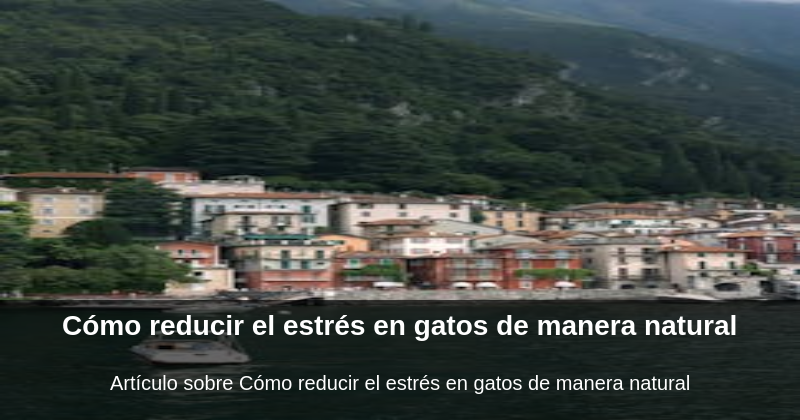 Cómo reducir el estrés en gatos de manera natural
Artículo sobre Cómo reducir el estrés en gatos de manera natural